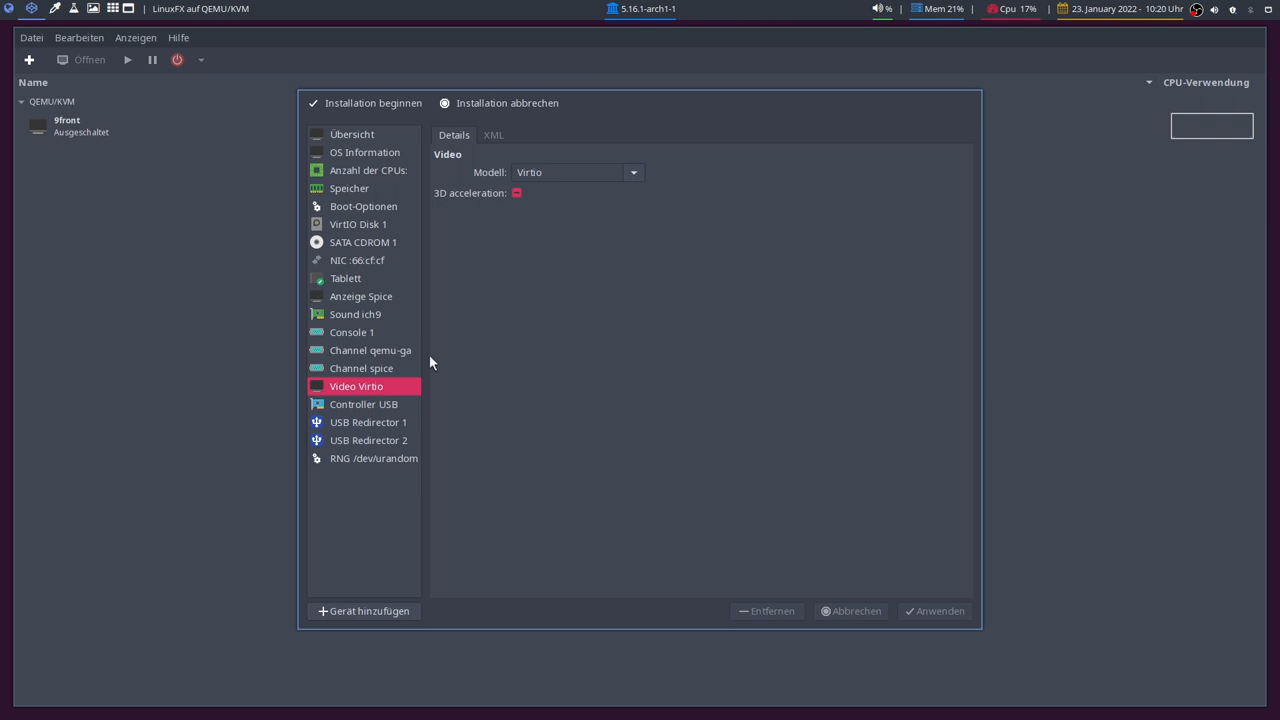 LinuxFX auf QEMU/KVM
5.16.1-arch1-1
%
Mem 21%
Cpu 17%
23. January 2022 - 10:20 Uhr
Datei Bearbeiten Anzeigen Hilfe
Öffnen
Name
CPU-Verwendung
QEMU/KVM
9front
Ausgeschaltet
Installation beginnen
Installation abbrechen
Übersicht
OS Information
Anzahl der CPUs:
Speicher
Boot-Optionen
VirtIO Disk 1
SATA CDROM 1
NIC :66:cf:cf
Tablett
Anzeige Spice
Sound ich9
Console 1
Channel qemu-ga
Channel spice
Video Virtio
Controller USB
USB Redirector 1
USB Redirector 2
RNG /dev/urandom
Gerät hinzufügen
Details XML
Video
Modell: Virtio
3D acceleration:
Entfernen
Abbrechen
Anwenden